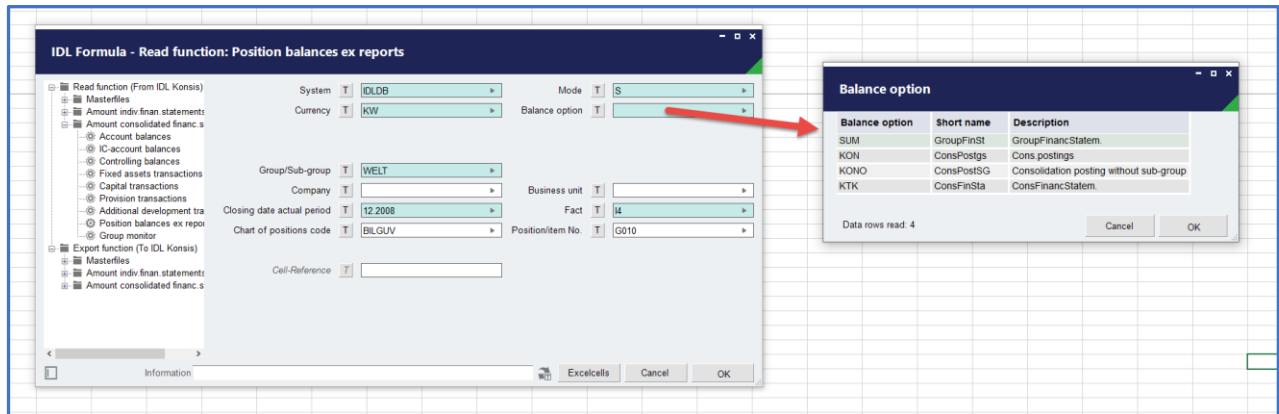 IDL Formula - Read function: Position balances ex reports
Read function (From IDL Konsis)
Masterfiles
Amount indiv.finan.statements
Amount consolidated financ.s
Account balances
IC-account balances
Controlling balances
Fixed assets transactions
Capital transactions
Provision transactions
Additional development tra
Position balances ex repor
Group monitor
Export function (To IDL Konsis)
Masterfiles
Amount indiv.finan.statements
Amount consolidated financ.s
System T IDLDB Mode T S
Currency T KW Balance option T
Group/Sub-group T WELT
Company T Business unit T
Closing date actual period T 12.2008 Fact T I4
Chart of positions code T BILGUV Position/item No. T G010
Cell-Reference T
Information Excelcells Cancel OK
Balance option
Balance option Short name Description
SUM GroupFinSt GroupFinancStatem.
KON ConsPostgs Cons.postings
KONO ConsPostSG Consolidation posting without sub-group
KTK ConsFinSta ConsFinancStatem.
Data rows read: 4 Cancel OK